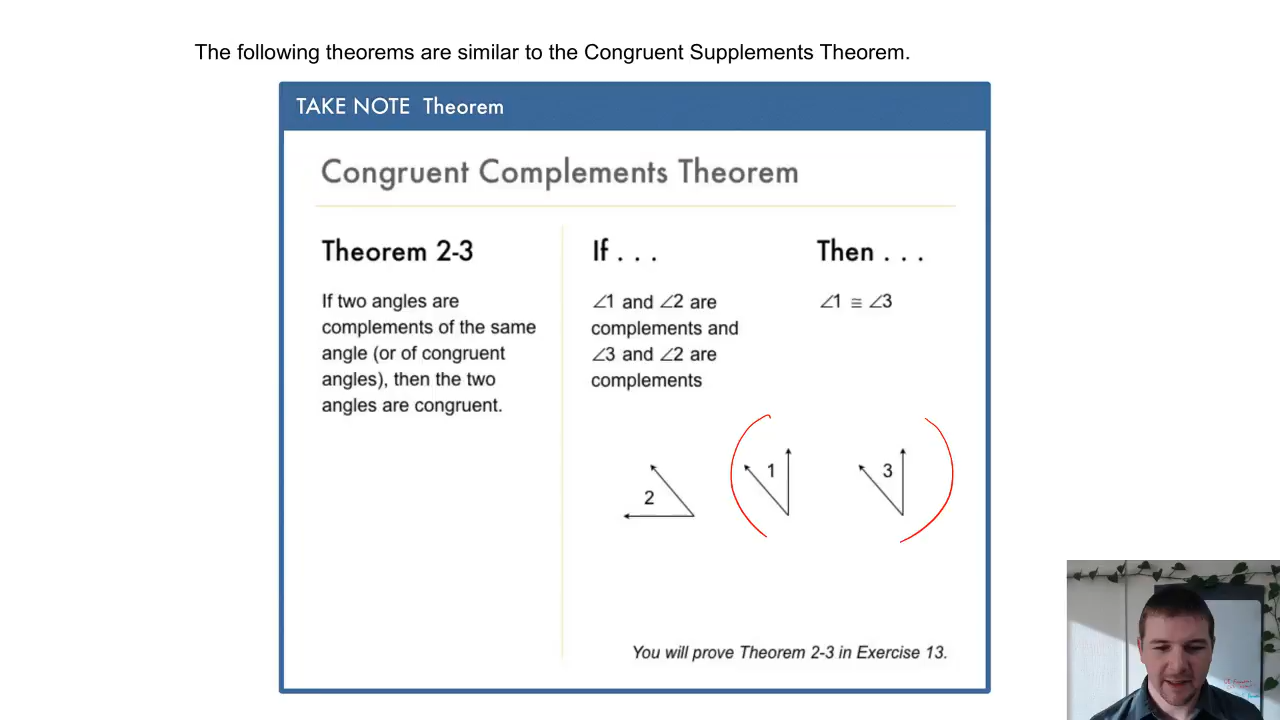 The following theorems are similar to the Congruent Supplements Theorem.
TAKE NOTE Theorem
Congruent Complements Theorem
Theorem 2-3
If two angles are
complements of the same
angle (or of congruent
angles), then the two
angles are congruent.
If . . .
∠1 and ∠2 are
complements and
∠3 and ∠2 are
complements
Then . . .
∠1 ≅ ∠3
2
1
3
You will prove Theorem 2-3 in Exercise 13.